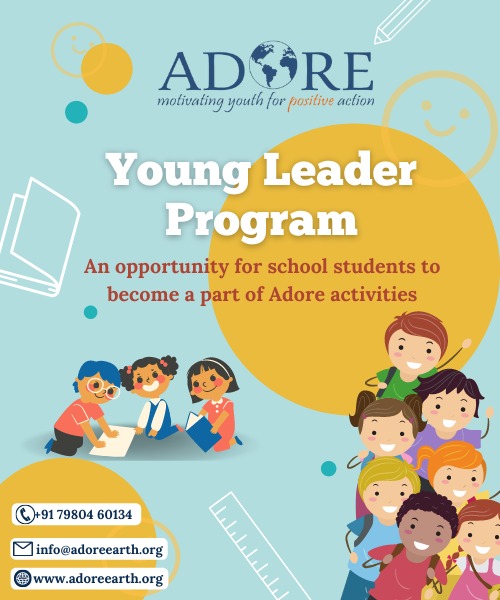 ADORE
motivating youth for positive action
Young Leader
Program
An opportunity for school students to
become a part of Adore activities
+91 79804 60134
info@adoreearth.org
www.adoreearth.org